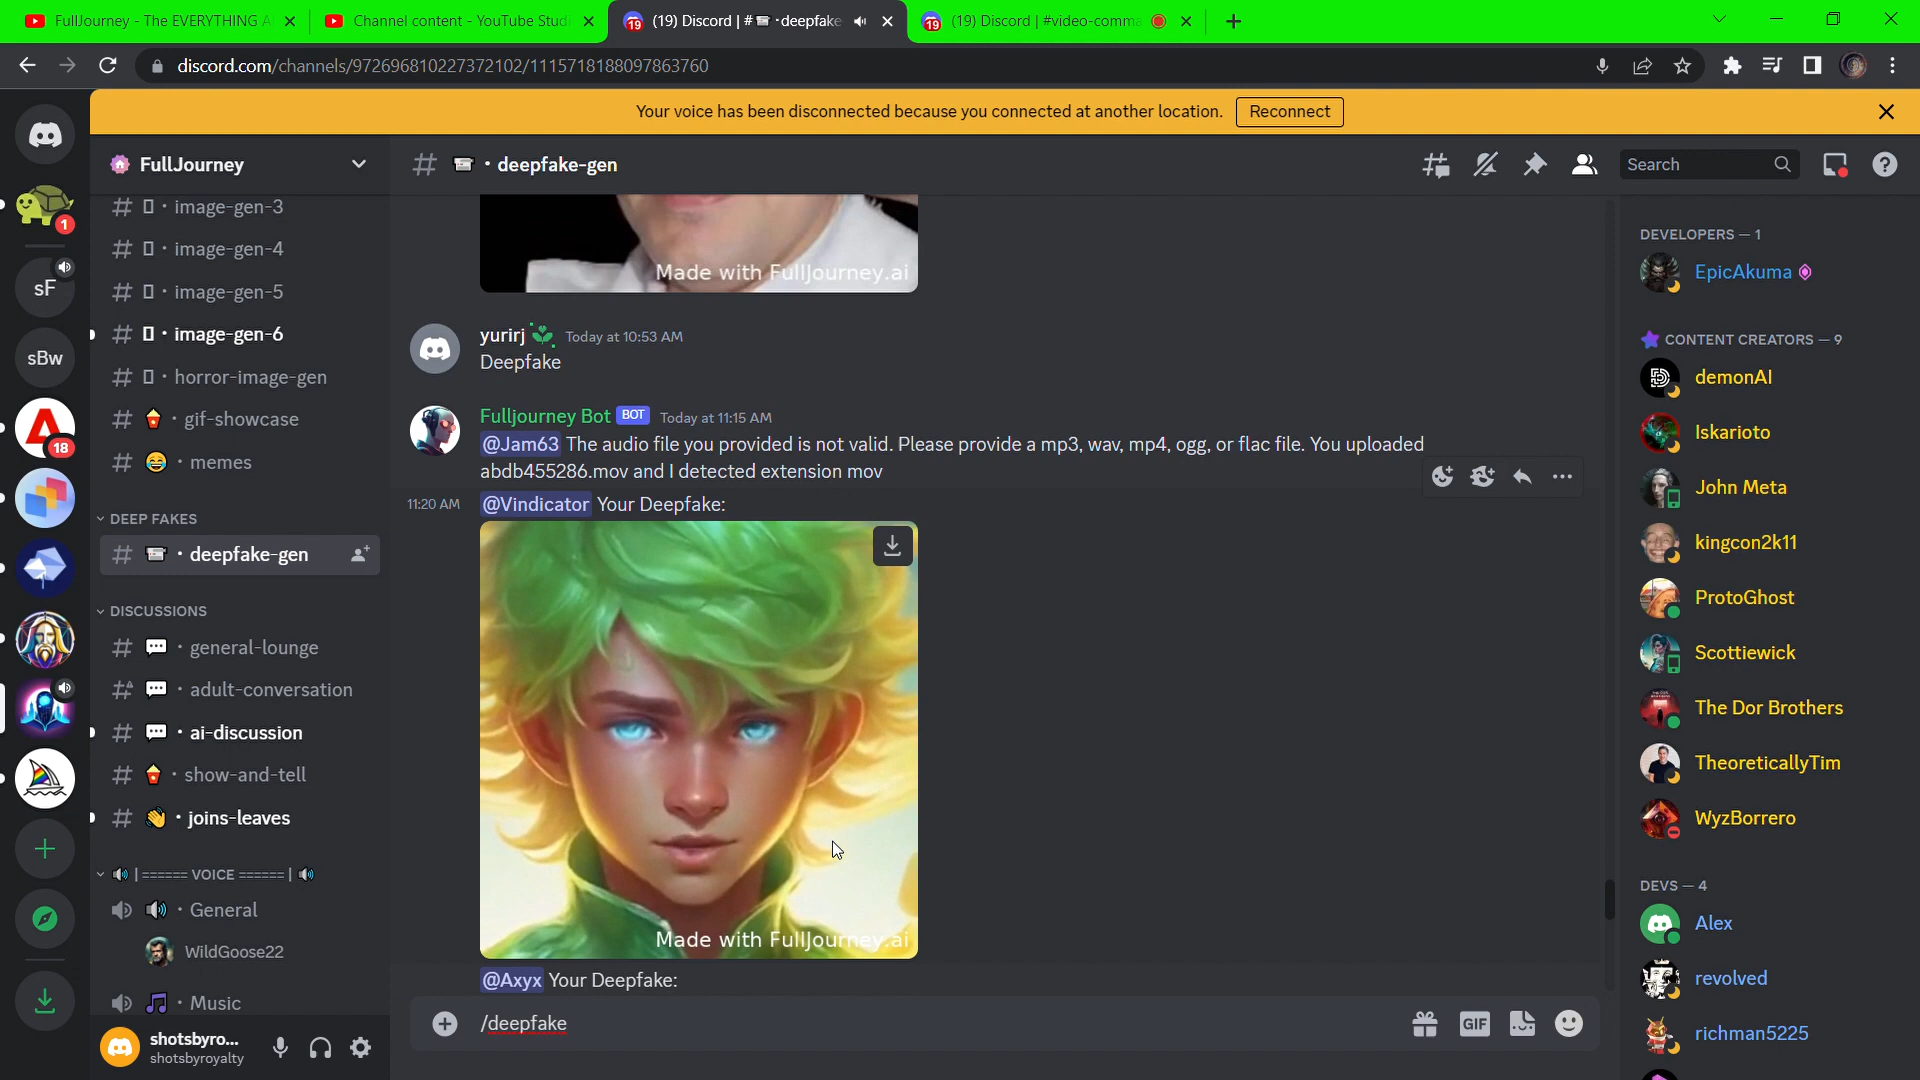 FullJourney - The EVERYTHING A
Channel content - YouTube Studi
(19) Discord | # · deepfake
(19) Discord | #video-comma
discord.com/channels/972696810227372102/1115718188097863760
Your voice has been disconnected because you connected at another location.
Reconnect
FullJourney
# · deepfake-gen
Search
1
sF
sBw
18
# · image-gen-3
# · image-gen-4
# · image-gen-5
# · image-gen-6
# · horror-image-gen
# · gif-showcase
# · memes
DEEP FAKES
# · deepfake-gen
DISCUSSIONS
# · general-lounge
# · adult-conversation
# · ai-discussion
# · show-and-tell
# · joins-leaves
|====== VOICE ======|
· General
WildGoose22
· Music
shotsbyro...
shotsbyroyalty
Made with FullJourney.ai
yurirj Today at 10:53 AM
Deepfake
Fulljourney Bot BOT Today at 11:15 AM
@Jam63 The audio file you provided is not valid. Please provide a mp3, wav, mp4, ogg, or flac file. You uploaded
abdb455286.mov and I detected extension mov
11:20 AM @Vindicator Your Deepfake:
Made with FullJourney.ai
@Axyx Your Deepfake:
/deepfake
GIF
DEVELOPERS — 1
EpicAkuma
CONTENT CREATORS — 9
demonAI
Iskarioto
John Meta
kingcon2k11
ProtoGhost
Scottiewick
The Dor Brothers
TheoreticallyTim
WyzBorrero
DEVS — 4
Alex
revolved
richman5225